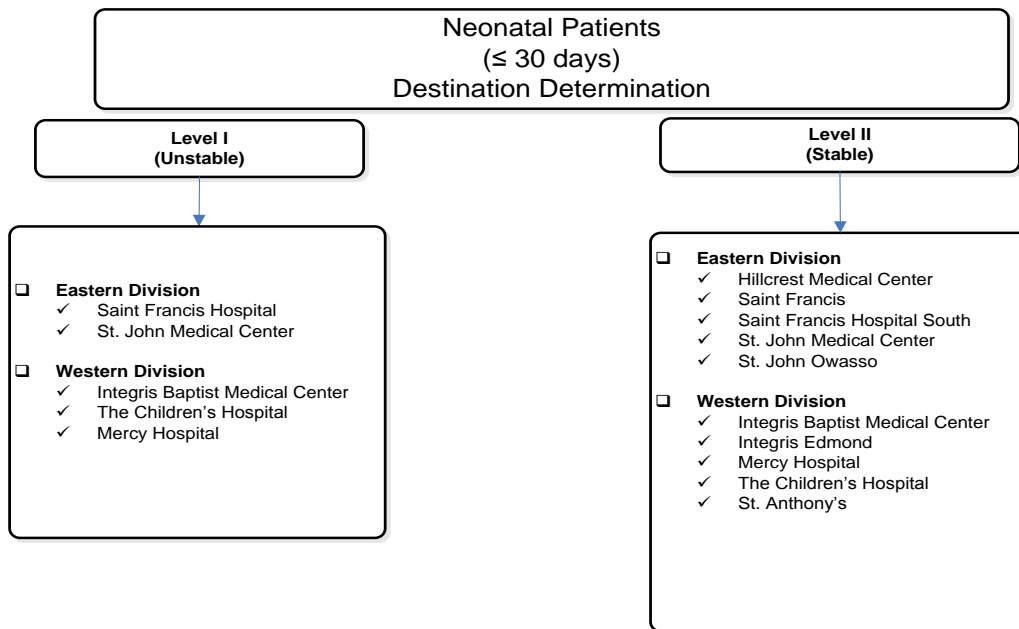 Neonatal Patients
(≤ 30 days)
Destination Determination
Level I
(Unstable)
❑ Eastern Division
✓ Saint Francis Hospital
✓ St. John Medical Center
❑ Western Division
✓ Integris Baptist Medical Center
✓ The Children's Hospital
✓ Mercy Hospital
Level II
(Stable)
❑ Eastern Division
✓ Hillcrest Medical Center
✓ Saint Francis
✓ Saint Francis Hospital South
✓ St. John Medical Center
✓ St. John Owasso
❑ Western Division
✓ Integris Baptist Medical Center
✓ Integris Edmond
✓ Mercy Hospital
✓ The Children's Hospital
✓ St. Anthony's